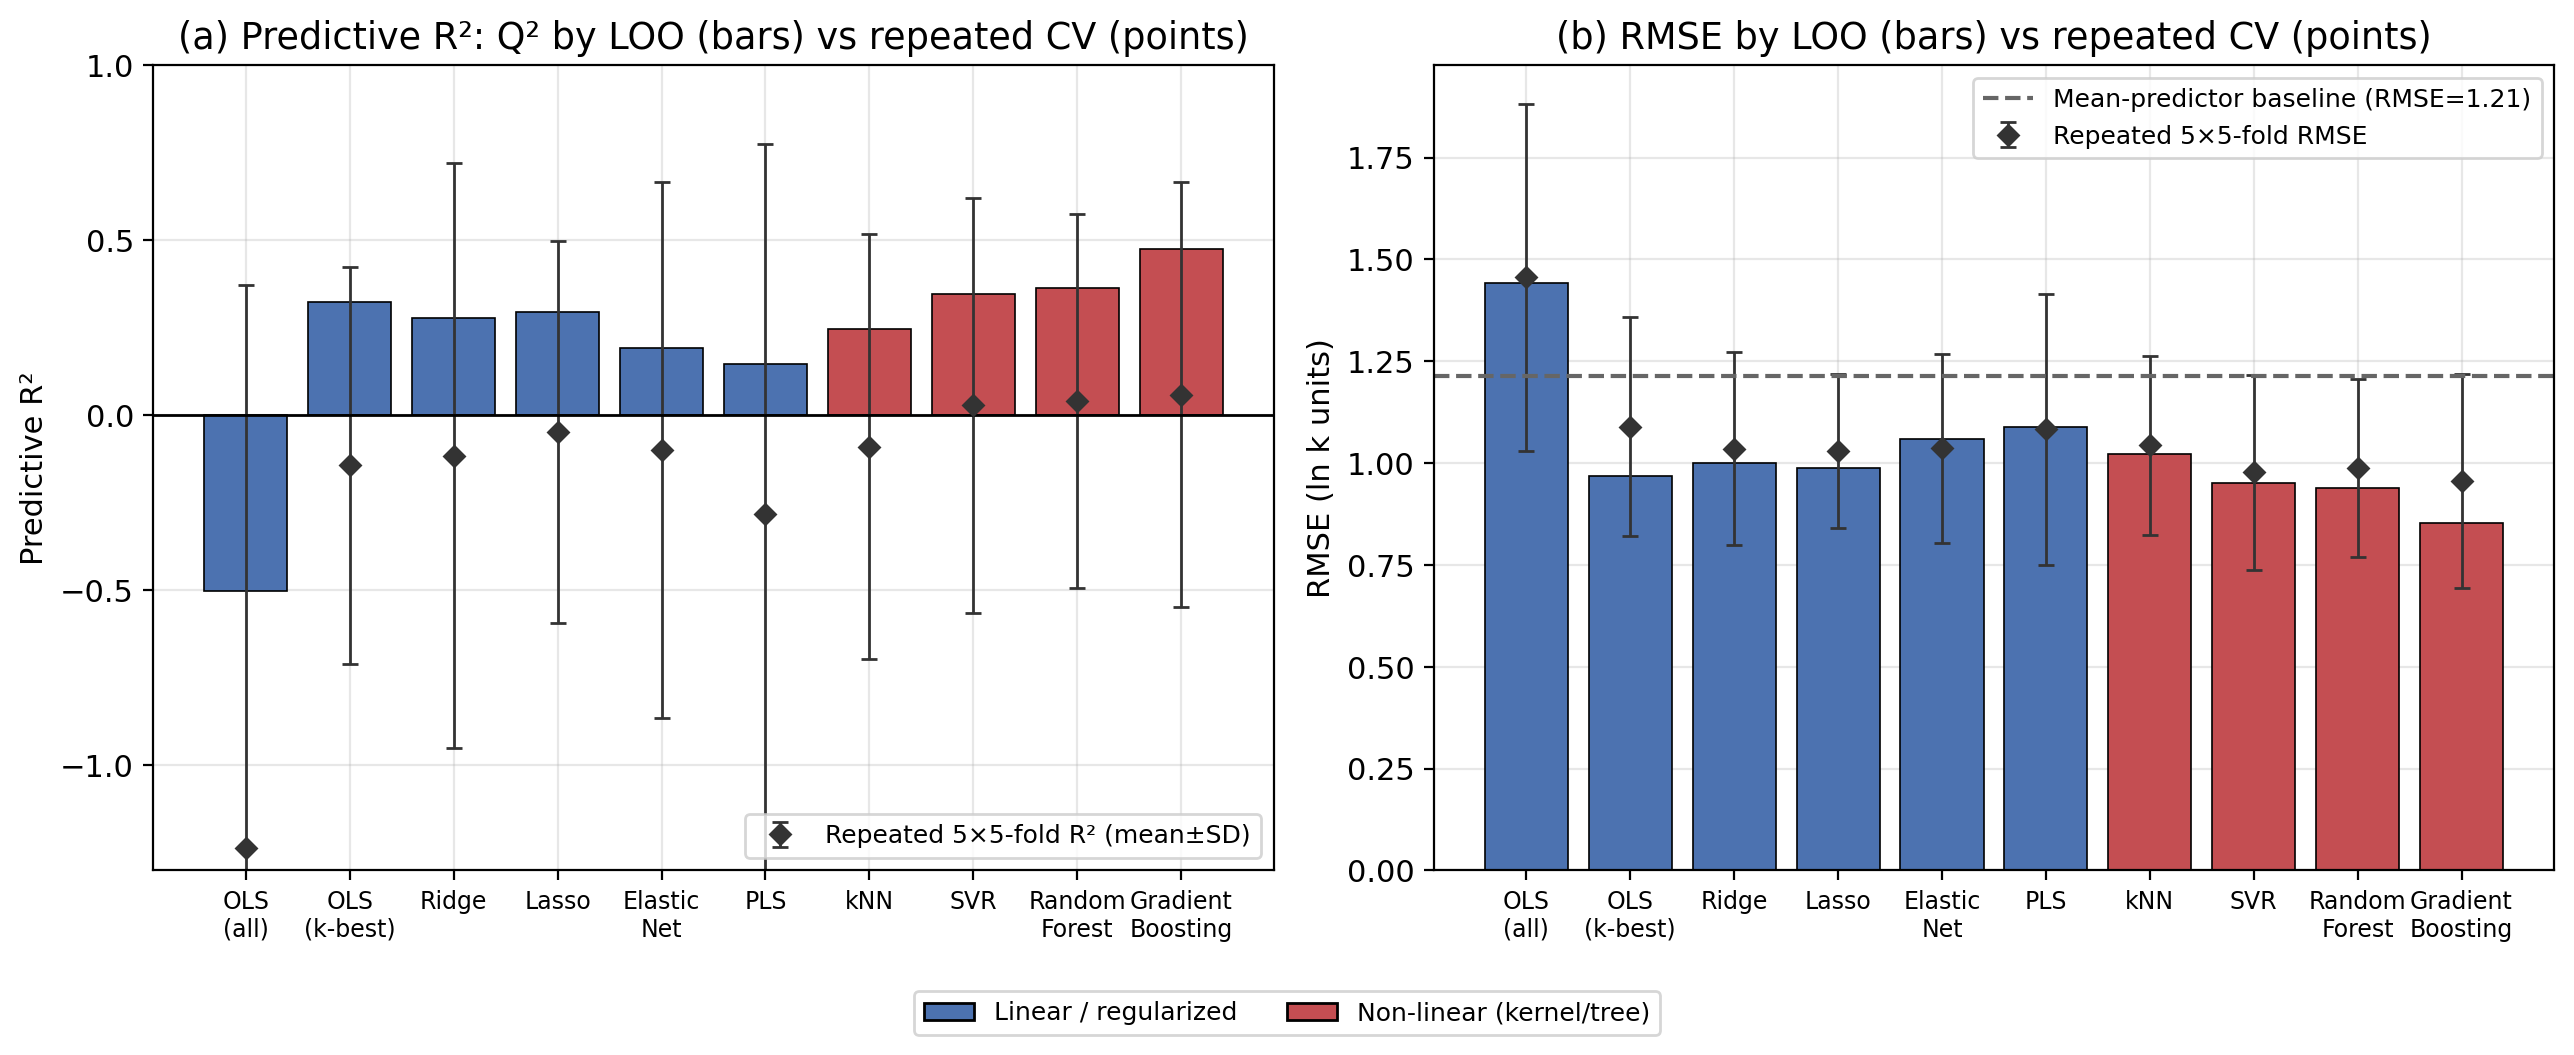 (a) Predictive R²: Q² by LOO (bars) vs repeated CV (points)
Predictive R²
1.0
0.5
0.0
−0.5
−1.0
Repeated 5×5-fold R² (mean±SD)
OLS
(all)
OLS
(k-best)
Ridge
Lasso
Elastic
Net
PLS
kNN
SVR
Random
Forest
Gradient
Boosting
(b) RMSE by LOO (bars) vs repeated CV (points)
RMSE (ln k units)
1.75
1.50
1.25
1.00
0.75
0.50
0.25
0.00
Mean-predictor baseline (RMSE=1.21)
Repeated 5×5-fold RMSE
OLS
(all)
OLS
(k-best)
Ridge
Lasso
Elastic
Net
PLS
kNN
SVR
Random
Forest
Gradient
Boosting
Linear / regularized
Non-linear (kernel/tree)